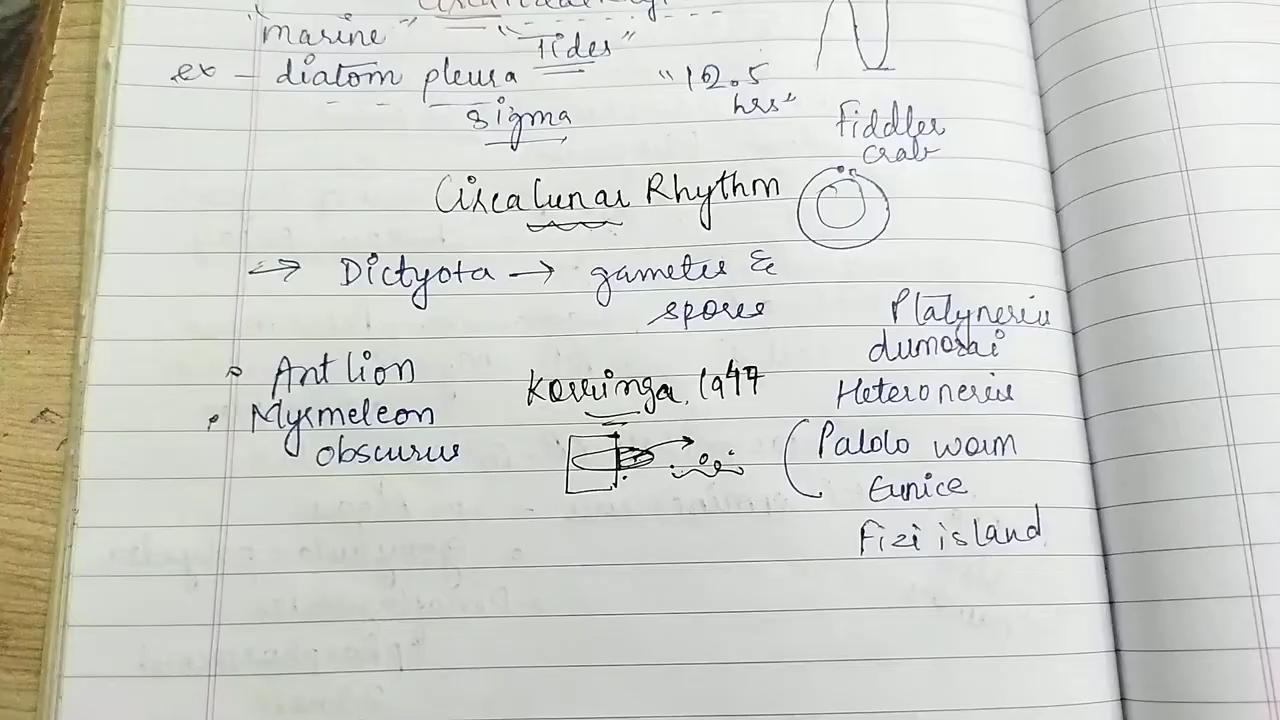 "marine" "Tides"
ex - diatom pleusa "12.5
sigma hrs"
Fiddler
crab
Circalunar Rhythm
Dictyota → gametes &
spores
Platynereis
dumorai
Ant lion
Korringa, 1947
Heteronereis
Myrmeleon
obscurus
Palolo worm
Eunice
Fizi island